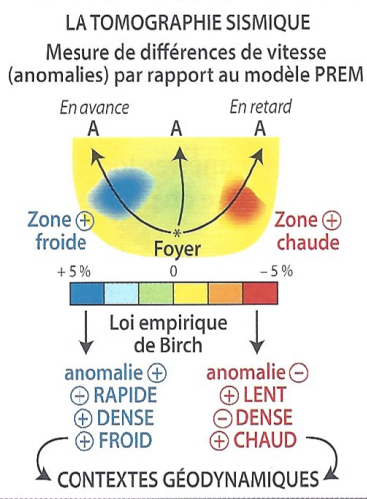 LA TOMOGRAPHIE SISMIQUE
Mesure de différences de vitesse
(anomalies) par rapport au modèle PREM
En avance
En retard
A
A
A
Zone +
froide
Foyer
Zone +
chaude
+ 5 %
0
– 5 %
Loi empirique
de Birch
anomalie +
+ RAPIDE
+ DENSE
+ FROID
anomalie –
+ LENT
– DENSE
+ CHAUD
CONTEXTES GÉODYNAMIQUES